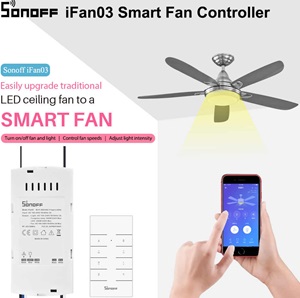 SONOFF iFan03 Smart Fan Controller
Sonoff iFan03
Easily upgrade traditional
LED ceiling fan to a
SMART FAN
Turn on/off fan and light | Control fan speeds | Adjust light intensity
SONOFF
SONOFF